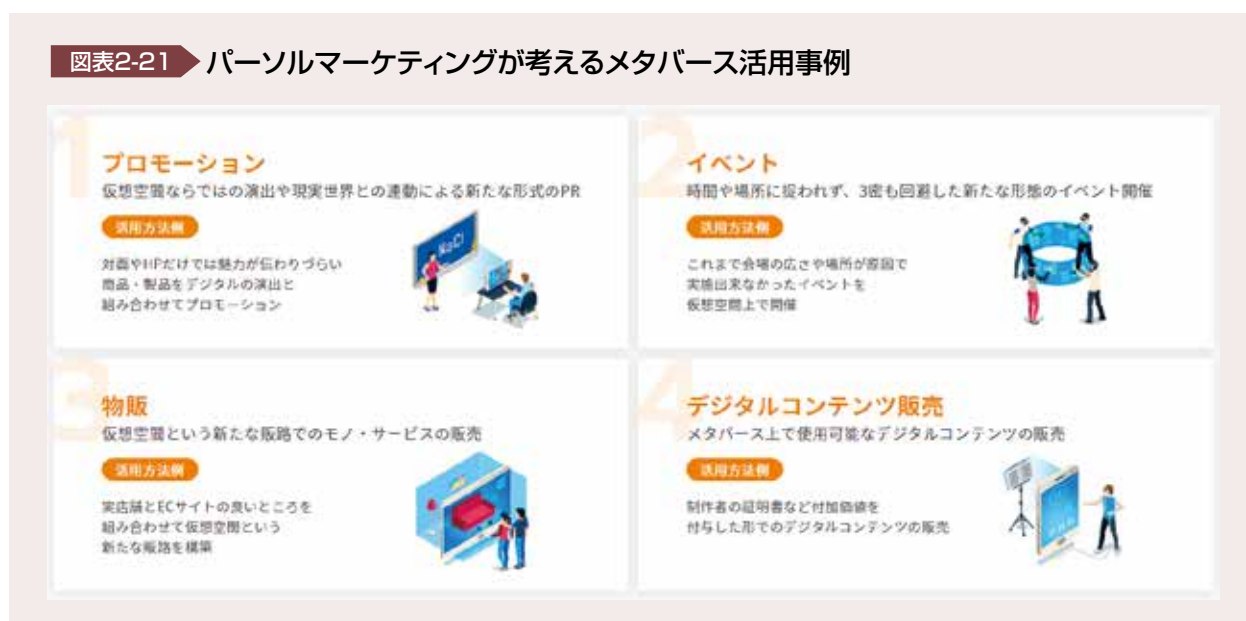 図表2-21
パーソルマーケティングが考えるメタバース活用事例
1
プロモーション
仮想空間ならではの演出や現実世界との連動による新たな形式のPR
活用方法例
対面やHPだけでは魅力が伝わりづらい
商品・製品をデジタルの演出と
組み合わせてプロモーション
NaCl
2
イベント
時間や場所に捉われず、3密も回避した新たな形態のイベント開催
活用方法例
これまで会場の広さや場所が原因で
実施出来なかったイベントを
仮想空間上で開催
3
物販
仮想空間という新たな販路でのモノ・サービスの販売
活用方法例
実店舗とECサイトの良いところを
組み合わせて仮想空間という
新たな販路を構築
4
デジタルコンテンツ販売
メタバース上で使用可能なデジタルコンテンツの販売
活用方法例
制作者の証明書など付加価値を
付与した形でのデジタルコンテンツの販売